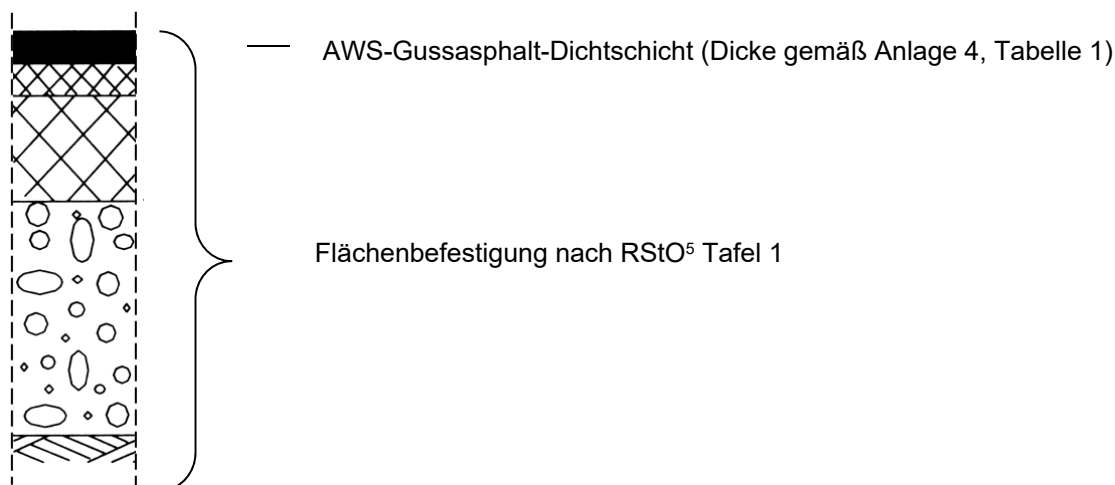 AWS-Gussasphalt-Dichtschicht (Dicke gemäß Anlage 4, Tabelle 1)
Flächenbefestigung nach RStO⁵ Tafel 1